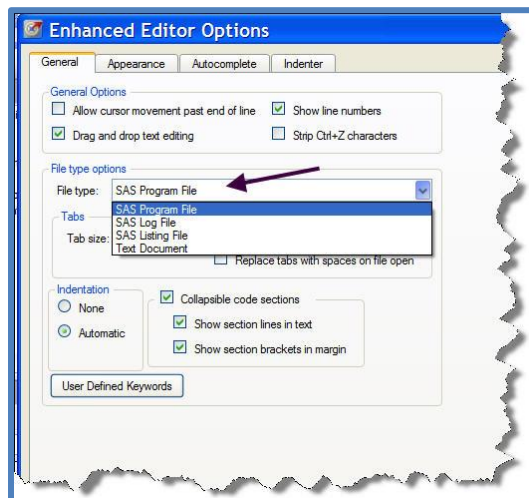 Enhanced Editor Options
General Appearance Autocomplete Indenter
General Options
Allow cursor movement past end of line Show line numbers
Drag and drop text editing Strip Ctrl+Z characters
File type options
File type: SAS Program File
SAS Program File
Tabs SAS Log File
Tab size: SAS Listing File
Text Document
Replace tabs with spaces on file open
Indentation
None Collapsible code sections
Automatic Show section lines in text
Show section brackets in margin
User Defined Keywords